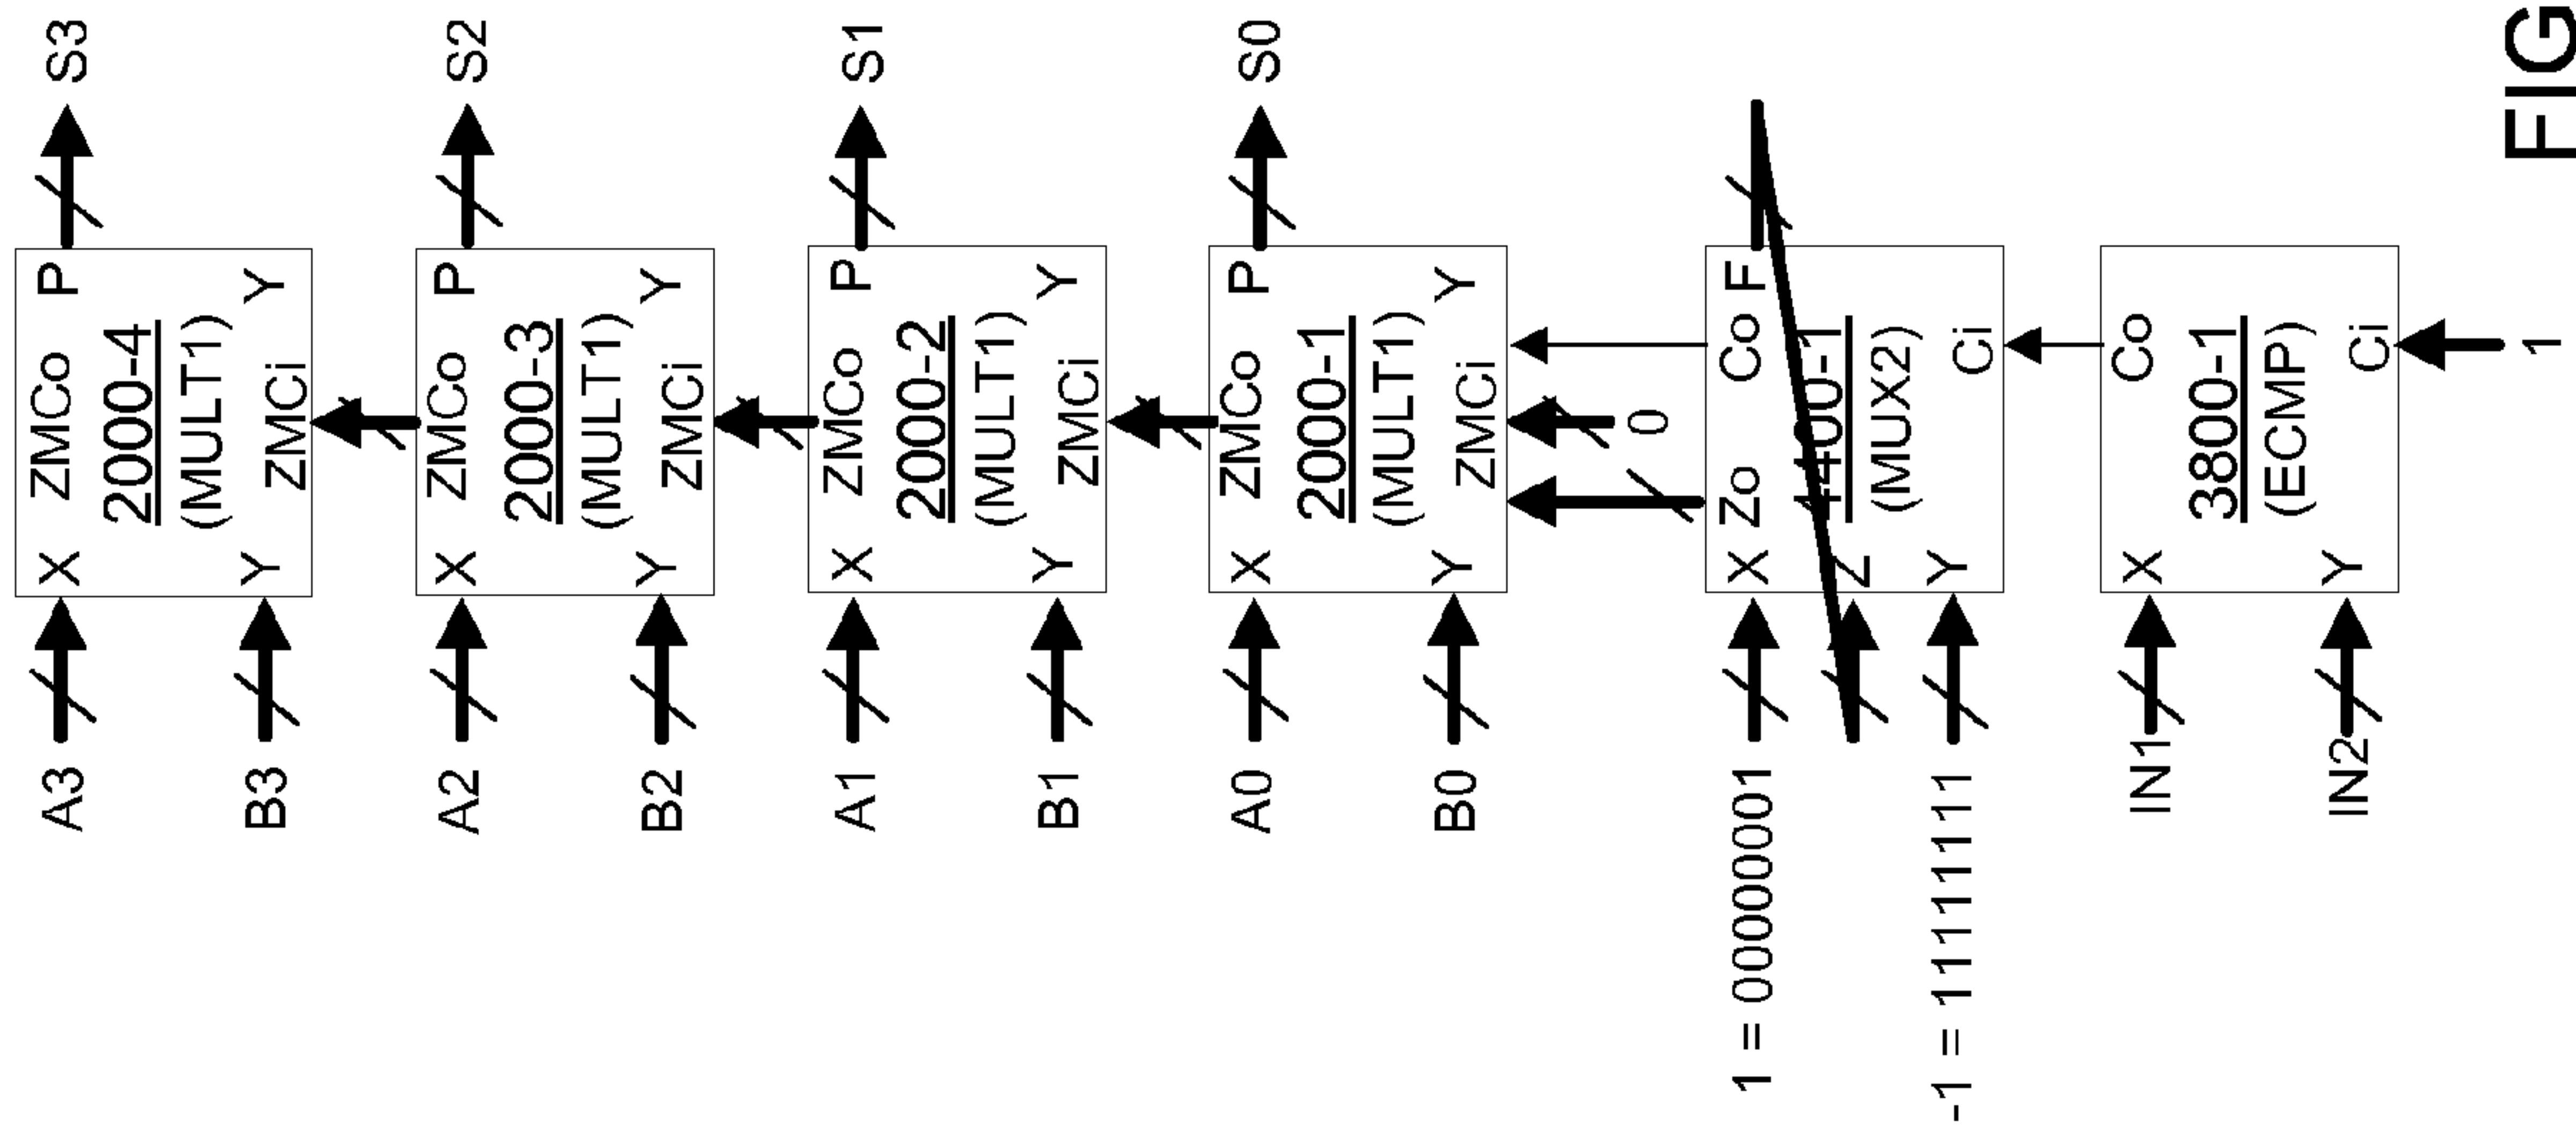 A3
B3
X
ZMCo
P
2000-4
(MULT1)
Y
ZMCi
Y
S3
A2
B2
X
ZMCo
P
2000-3
(MULT1)
Y
ZMCi
Y
S2
A1
B1
X
ZMCo
P
2000-2
(MULT1)
Y
ZMCi
Y
S1
A0
B0
X
ZMCo
P
2000-1
(MULT1)
Y
ZMCi
Y
S0
0
1 = 00000001
-1 = 11111111
X
Zo
Co
F
Z
4400-1
(MUX2)
Y
Ci
IN1
IN2
X
Co
3800-1
(ECMP)
Y
Ci
1
FIG